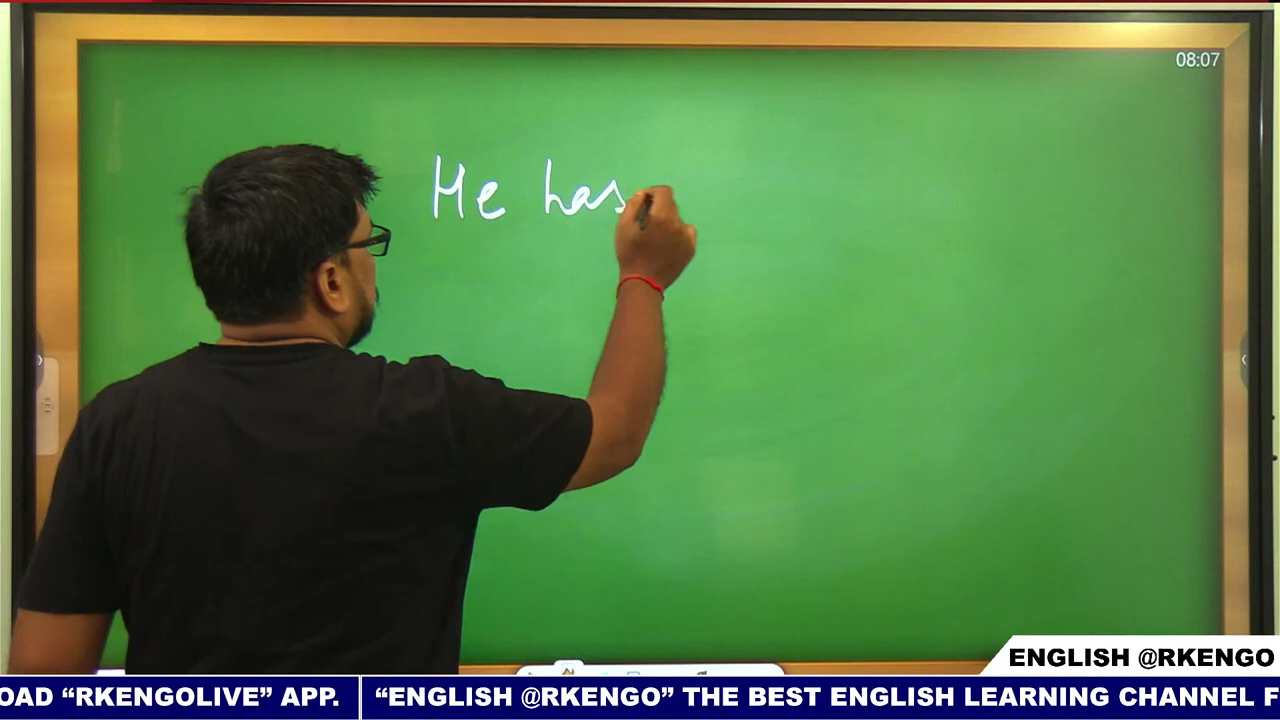 08:07
He has
ENGLISH @RKENGO
OAD “RKENGOLIVE” APP. “ENGLISH @RKENGO” THE BEST ENGLISH LEARNING CHANNEL F